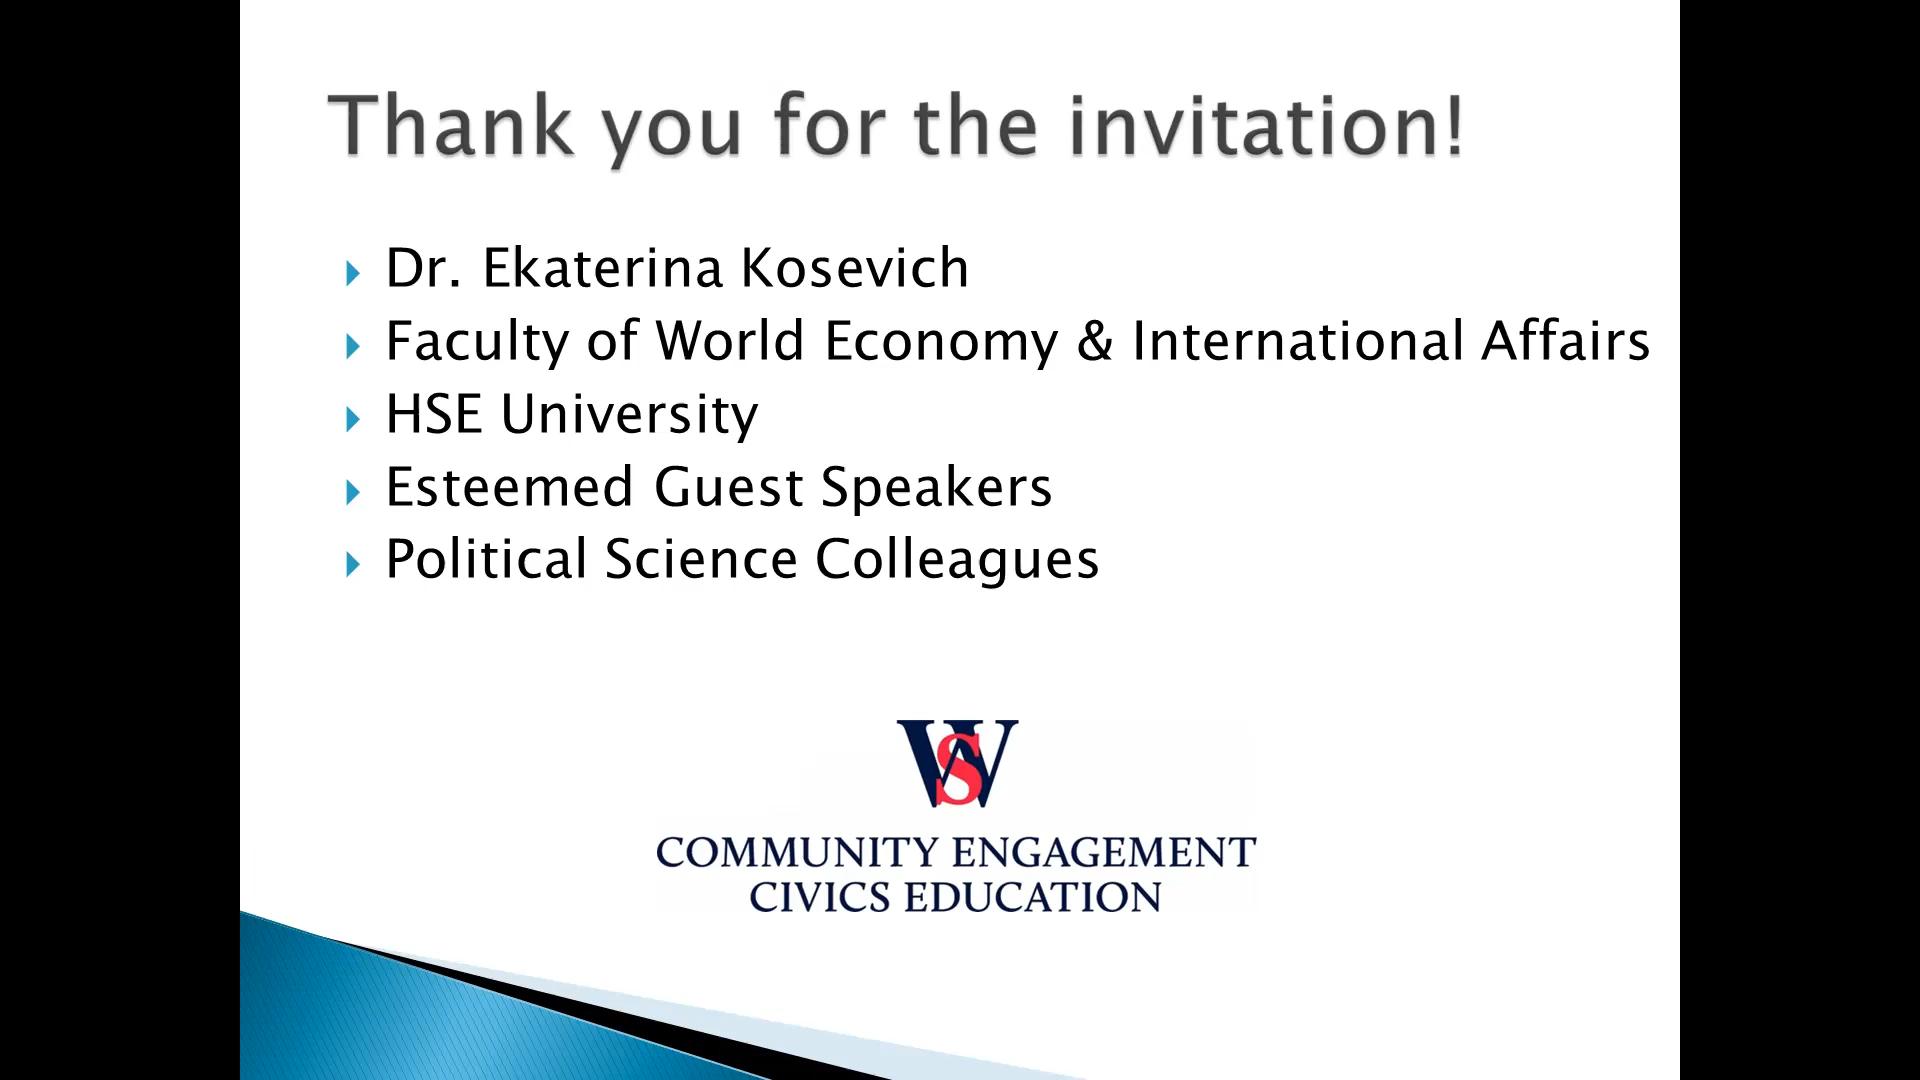 Thank you for the invitation!
Dr. Ekaterina Kosevich
Faculty of World Economy & International Affairs
HSE University
Esteemed Guest Speakers
Political Science Colleagues
WS
COMMUNITY ENGAGEMENT
CIVICS EDUCATION